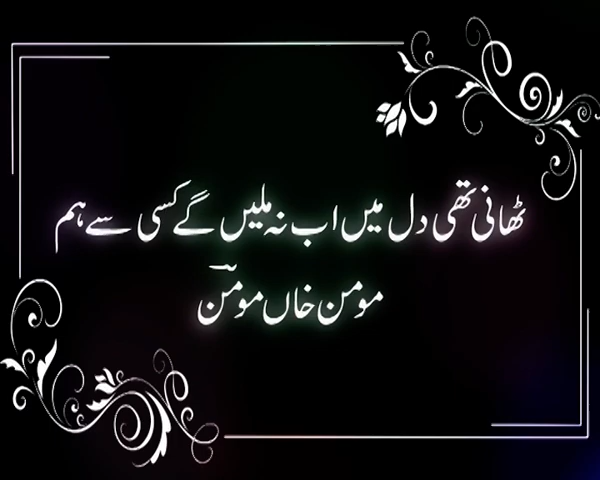 ٹھانی تھی دل میں اب نہ ملیں گے کسی سے ہم
مومن خاں مومنؔ